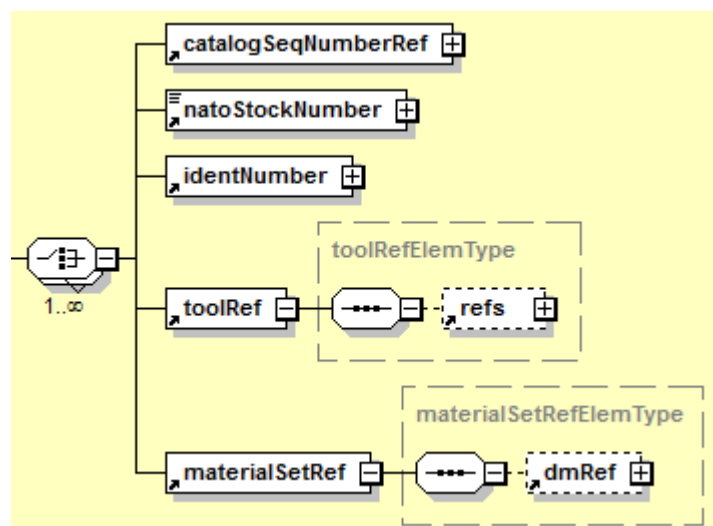 catalogSeqNumberRef
natoStockNumber
identNumber
toolRefElemType
1..∞
toolRef
refs
materialSetRefElemType
materialSetRef
dmRef